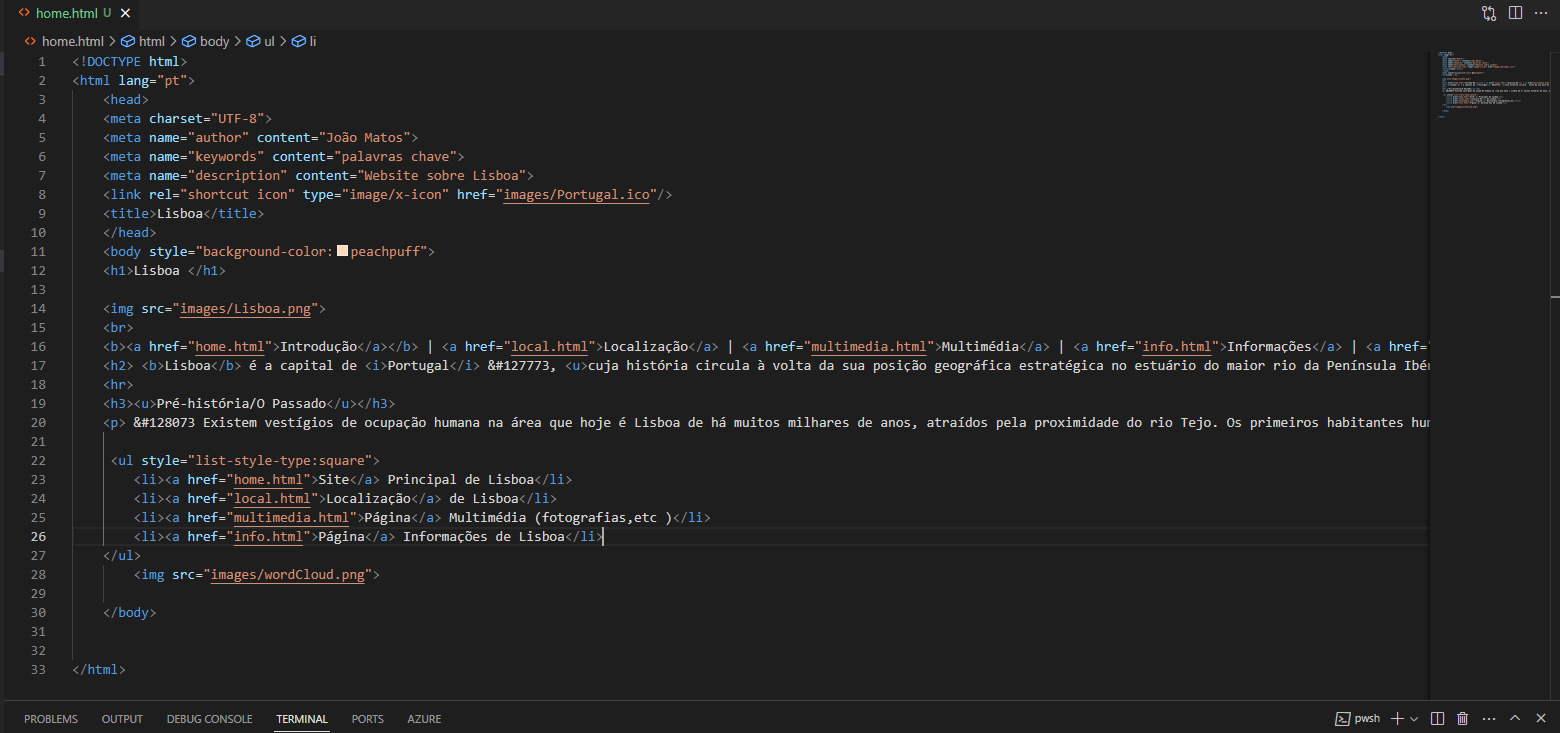 home.html U
home.html > html > body > ul > li
1 <!DOCTYPE html>
2 <html lang="pt">
3 <head>
4 <meta charset="UTF-8">
5 <meta name="author" content="João Matos">
6 <meta name="keywords" content="palavras chave">
7 <meta name="description" content="Website sobre Lisboa">
8 <link rel="shortcut icon" type="image/x-icon" href="images/Portugal.ico"/>
9 <title>Lisboa</title>
10 </head>
11 <body style="background-color: peachpuff">
12 <h1>Lisboa </h1>
13
14 <img src="images/Lisboa.png">
15 <br>
16 <b><a href="home.html">Introdução</a></b> | <a href="local.html">Localização</a> | <a href="multimedia.html">Multimédia</a> | <a href="info.html">Informações</a> | <a href="
17 <h2> <b>Lisboa</b> é a capital de <i>Portugal</i> &#127773, <u>cuja história circula à volta da sua posição geográfica estratégica no estuário do maior rio da Península Ibér
18 <hr>
19 <h3><u>Pré-história/O Passado</u></h3>
20 <p> &#128073 Existem vestígios de ocupação humana na área que hoje é Lisboa de há muitos milhares de anos, atraídos pela proximidade do rio Tejo. Os primeiros habitantes hum
21
22 <ul style="list-style-type:square">
23 <li><a href="home.html">Site</a> Principal de Lisboa</li>
24 <li><a href="local.html">Localização</a> de Lisboa</li>
25 <li><a href="multimedia.html">Página</a> Multimédia (fotografias,etc )</li>
26 <li><a href="info.html">Página</a> Informações de Lisboa</li>
27 </ul>
28 <img src="images/wordCloud.png">
29
30 </body>
31
32
33 </html>
PROBLEMS OUTPUT DEBUG CONSOLE TERMINAL PORTS AZURE pwsh